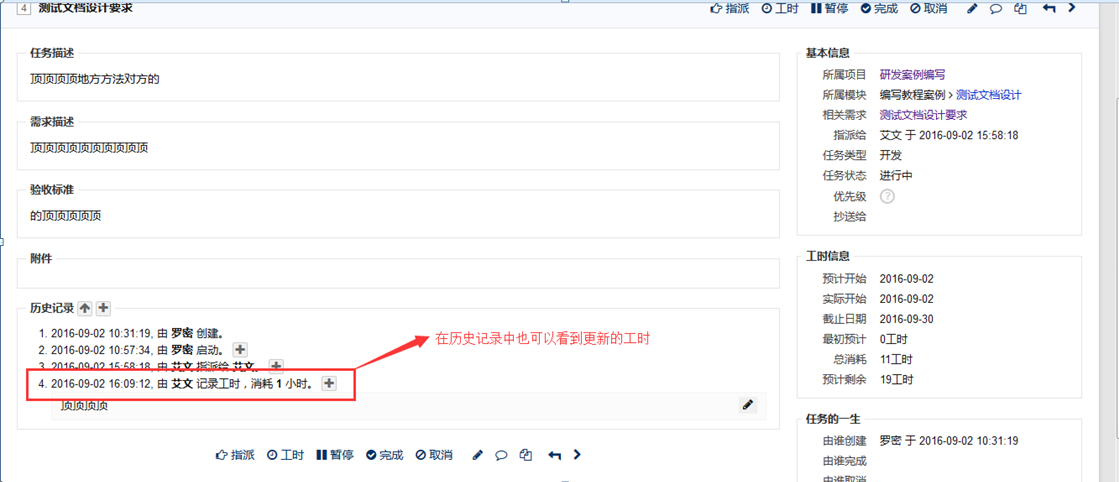 4 测试文档设计要求
指派 工时 暂停 完成 取消
任务描述
顶顶顶顶地方方法对方的
需求描述
顶顶顶顶顶顶顶顶顶顶
验收标准
的顶顶顶顶顶
附件
历史记录
1. 2016-09-02 10:31:19, 由 罗密 创建。
2. 2016-09-02 10:57:34, 由 罗密 启动。
3. 2016-09-02 15:58:18, 由 艾文 指派给 艾文。
4. 2016-09-02 16:09:12, 由 艾文 记录工时，消耗 1 小时。
顶顶顶顶
在历史记录中也可以看到更新的工时
指派 工时 暂停 完成 取消
基本信息
所属项目 研发案例编写
所属模块 编写教程案例 > 测试文档设计
相关需求 测试文档设计要求
指派给 艾文 于 2016-09-02 15:58:18
任务类型 开发
任务状态 进行中
优先级 ?
抄送给
工时信息
预计开始 2016-09-02
实际开始 2016-09-02
截止日期 2016-09-30
最初预计 0工时
总消耗 11工时
预计剩余 19工时
任务的一生
由谁创建 罗密 于 2016-09-02 10:31:19
由谁完成
由谁取消